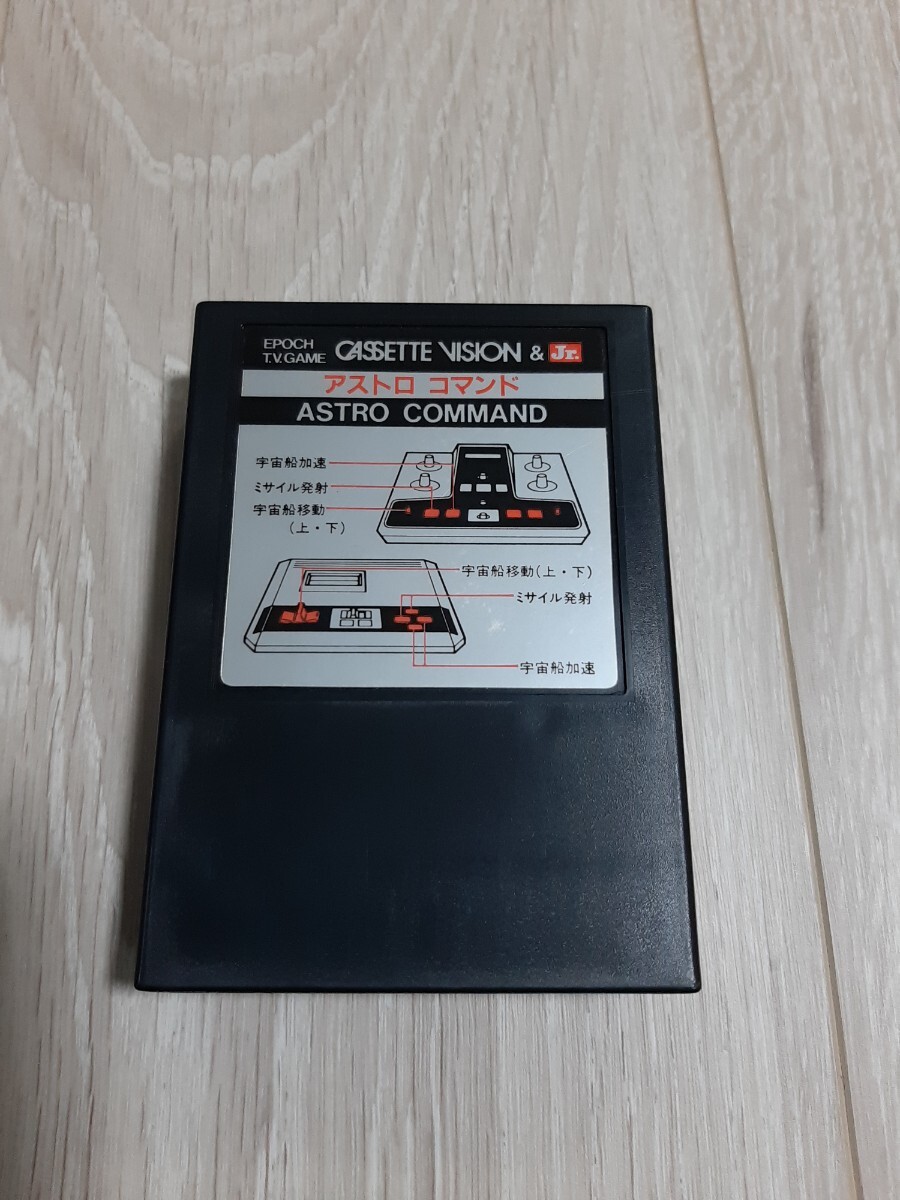 EPOCH
T.V. GAME
CASSETTE VISION & Jr.
アストロ コマンド
ASTRO COMMAND
宇宙船加速
ミサイル発射
宇宙船移動
(上・下)
宇宙船移動(上・下)
ミサイル発射
宇宙船加速